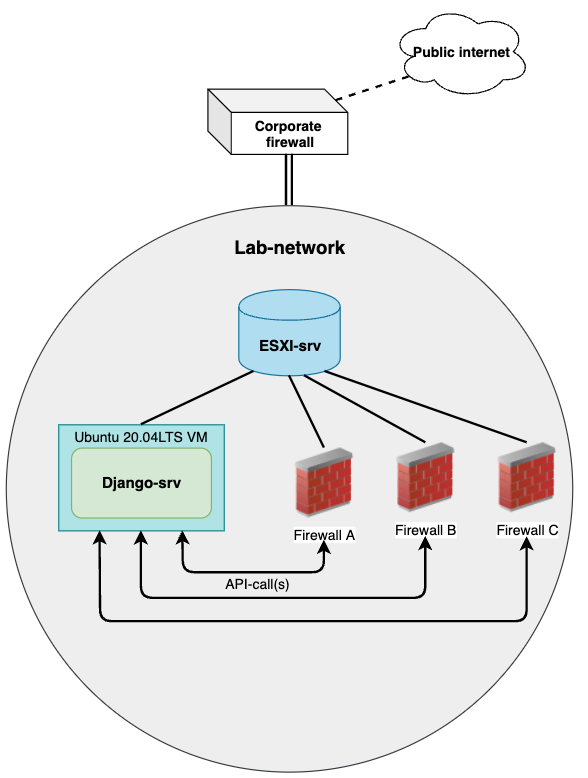 Public internet
Corporate
firewall
Lab-network
ESXI-srv
Ubuntu 20.04LTS VM
Django-srv
Firewall A
Firewall B
Firewall C
API-call(s)